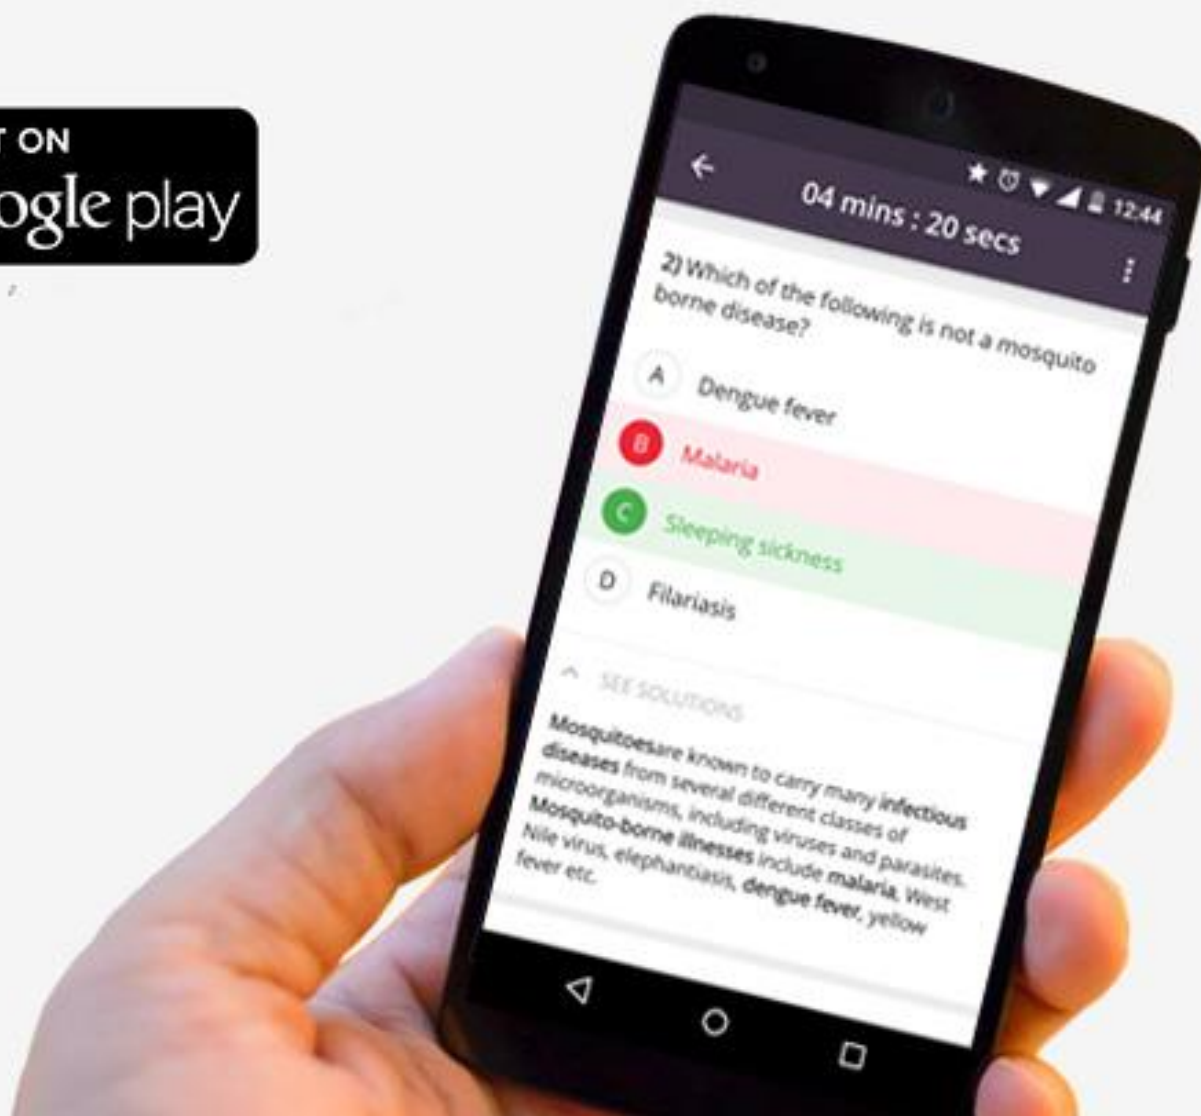 T ON
ogle play
12:44
04 mins : 20 secs
2) Which of the following is not a mosquito
borne disease?
A Dengue fever
B Malaria
C Sleeping sickness
D Filariasis
SEE SOLUTIONS
Mosquitoesare known to carry many infectious
diseases from several different classes of
microorganisms, including viruses and parasites.
Mosquito-borne illnesses include malaria, West
Nile virus, elephantiasis, dengue fever, yellow
fever etc.